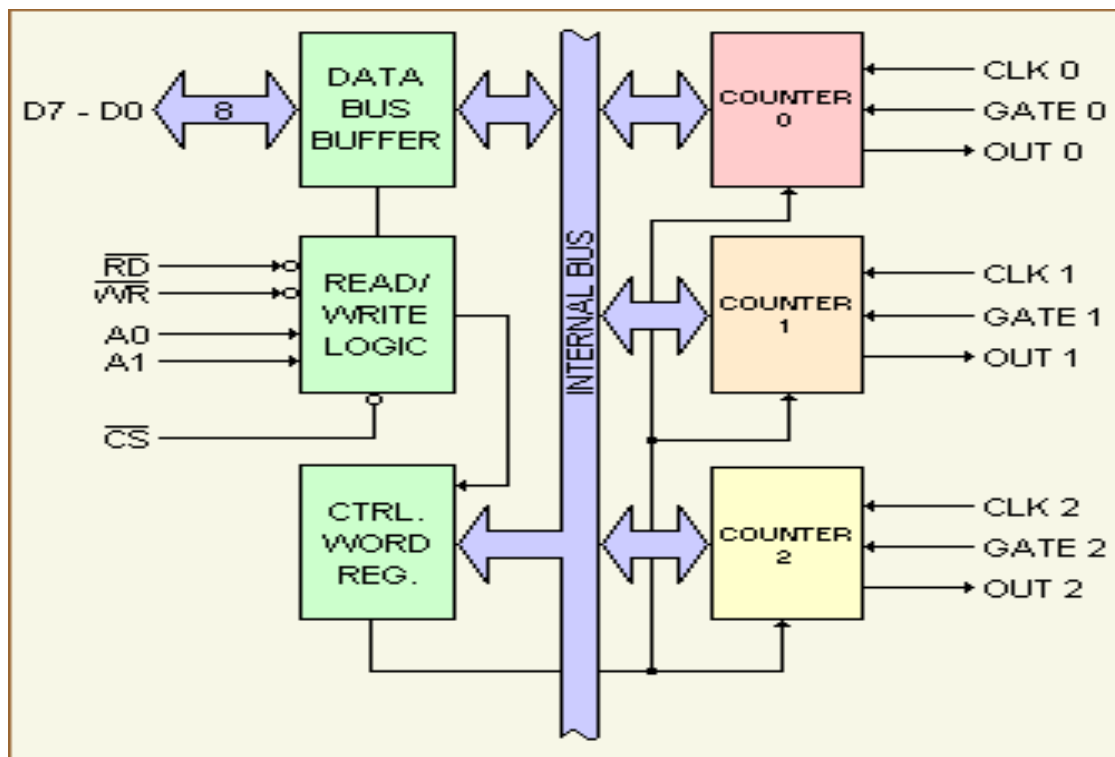 D7 - D0
8
DATA
BUS
BUFFER
COUNTER
0
CLK 0
GATE 0
OUT 0
RD
WR
A0
A1
CS
READ/
WRITE
LOGIC
INTERNAL BUS
COUNTER
1
CLK 1
GATE 1
OUT 1
CTRL.
WORD
REG.
COUNTER
2
CLK 2
GATE 2
OUT 2